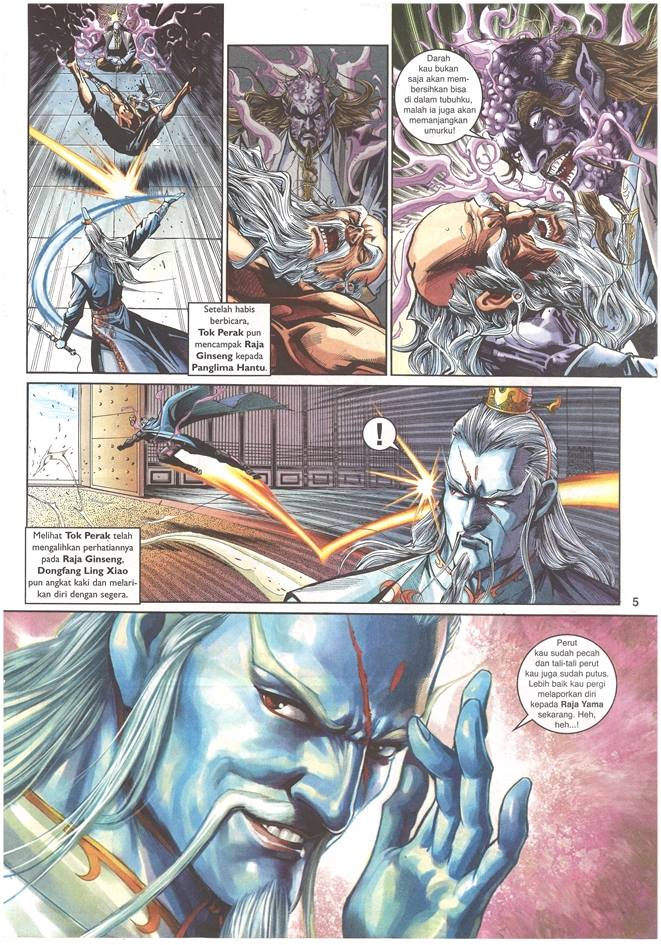 Setelah habis
berbicara,
Tok Perak pun
mencampak Raja
Ginseng kepada
Panglima Hantu.
Darah
kau bukan
saja akan mem-
bersihkan bisa
di dalam tubuhku,
malah ia juga akan
memanjangkan
umurku!
!
Melihat Tok Perak telah
mengalihkan perhatiannya
pada Raja Ginseng,
Dongfang Ling Xiao
pun angkat kaki dan melari-
kan diri dengan segera.
5
Perut
kau sudah pecah
dan tali-tali perut
kau juga sudah putus.
Lebih baik kau pergi
melaporkan diri
kepada Raja Yama
sekarang. Heh,
heh...!